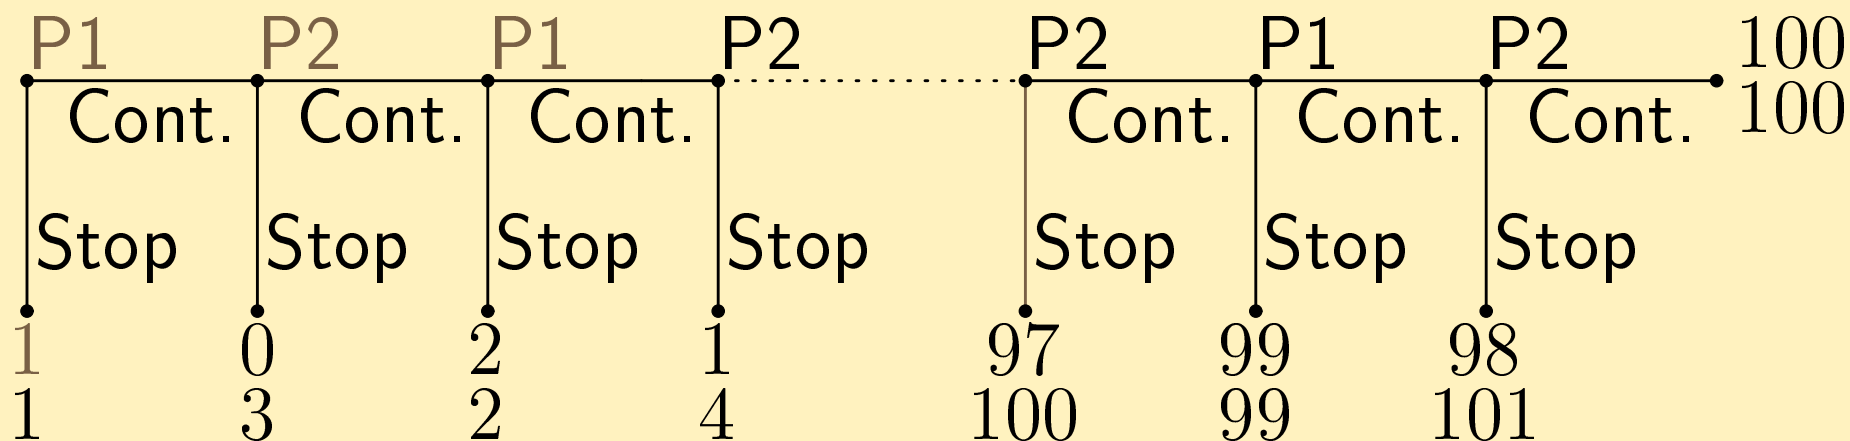 P1 P2 P1 P2 P2 P1 P2 100
Cont. Cont. Cont. Cont. Cont. Cont. 100
Stop Stop Stop Stop Stop Stop Stop
1 0 2 1 97 99 98
1 3 2 4 100 99 101